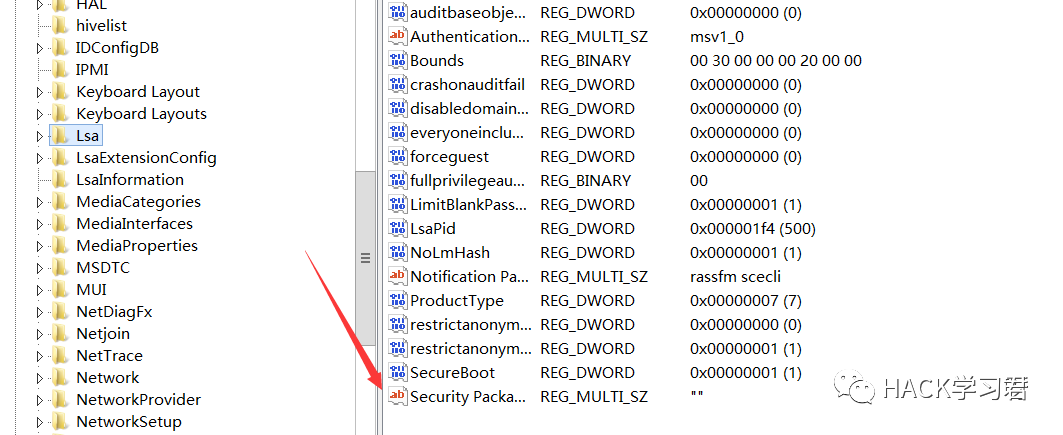 HAL
hivelist
IDConfigDB
IPMI
Keyboard Layout
Keyboard Layouts
Lsa
LsaExtensionConfig
LsaInformation
MediaCategories
MediaInterfaces
MediaProperties
MSDTC
MUI
NetDiagFx
Netjoin
NetTrace
Network
NetworkProvider
NetworkSetup
auditbaseobje... REG_DWORD 0x00000000 (0)
Authentication... REG_MULTI_SZ msv1_0
Bounds REG_BINARY 00 30 00 00 00 20 00 00
crashonauditfail REG_DWORD 0x00000000 (0)
disabledomain... REG_DWORD 0x00000000 (0)
everyoneinclu... REG_DWORD 0x00000000 (0)
forceguest REG_DWORD 0x00000000 (0)
fullprivilegeau... REG_BINARY 00
LimitBlankPass... REG_DWORD 0x00000001 (1)
LsaPid REG_DWORD 0x000001f4 (500)
NoLmHash REG_DWORD 0x00000001 (1)
Notification Pa... REG_MULTI_SZ rassfm scecli
ProductType REG_DWORD 0x00000007 (7)
restrictanonym... REG_DWORD 0x00000000 (0)
restrictanonym... REG_DWORD 0x00000001 (1)
SecureBoot REG_DWORD 0x00000001 (1)
Security Packa... REG_MULTI_SZ ""
HACK学习君